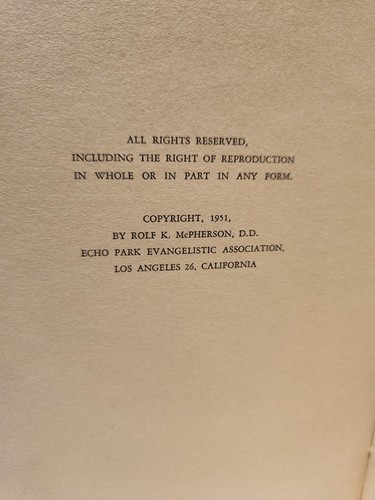 ALL RIGHTS RESERVED,
INCLUDING THE RIGHT OF REPRODUCTION
IN WHOLE OR IN PART IN ANY FORM.
COPYRIGHT, 1951,
BY ROLF K. McPHERSON, D.D.
ECHO PARK EVANGELISTIC ASSOCIATION,
LOS ANGELES 26, CALIFORNIA